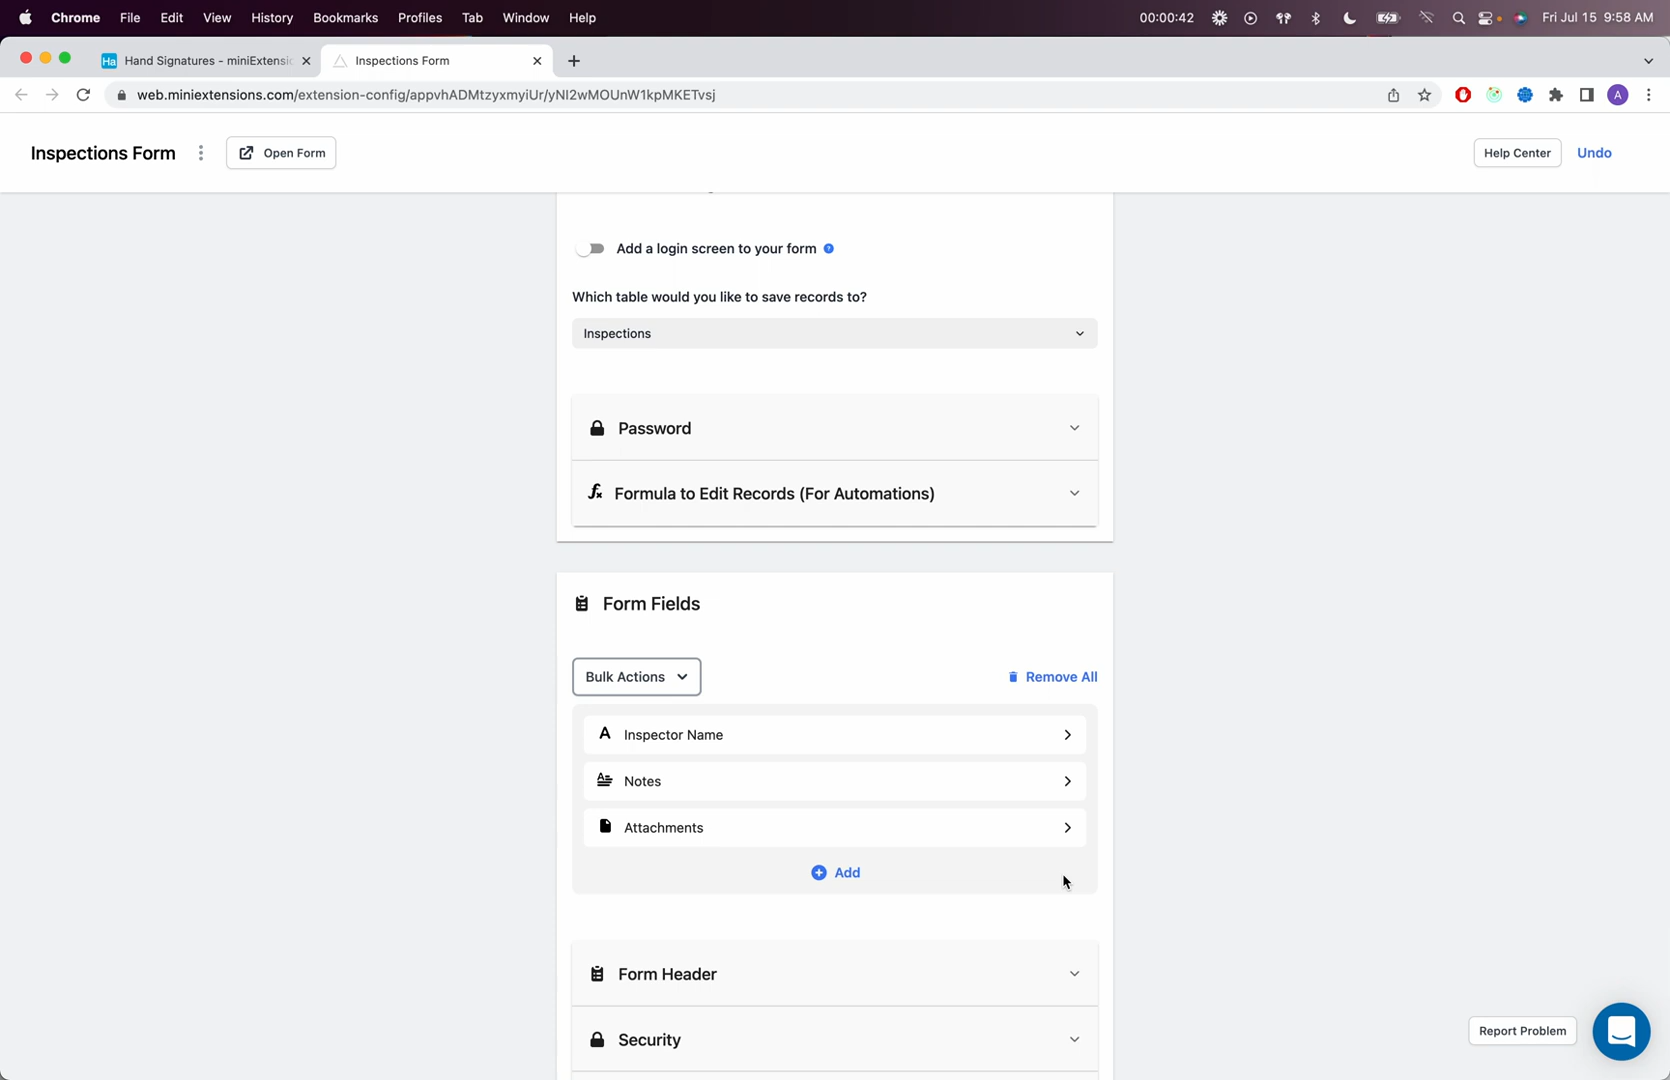 Chrome File Edit View History Bookmarks Profiles Tab Window Help 00:00:42 Fri Jul 15 9:58 AM
Ha Hand Signatures - miniExtensi
Inspections Form
web.miniextensions.com/extension-config/appvhADMtzyxmyiUr/yNI2wMOUnW1kpMKETvsj
A
Inspections Form
Open Form
Help Center
Undo
Add a login screen to your form ?
Which table would you like to save records to?
Inspections
Password
Formula to Edit Records (For Automations)
Form Fields
Bulk Actions
Remove All
Inspector Name
Notes
Attachments
Add
Form Header
Security
Report Problem